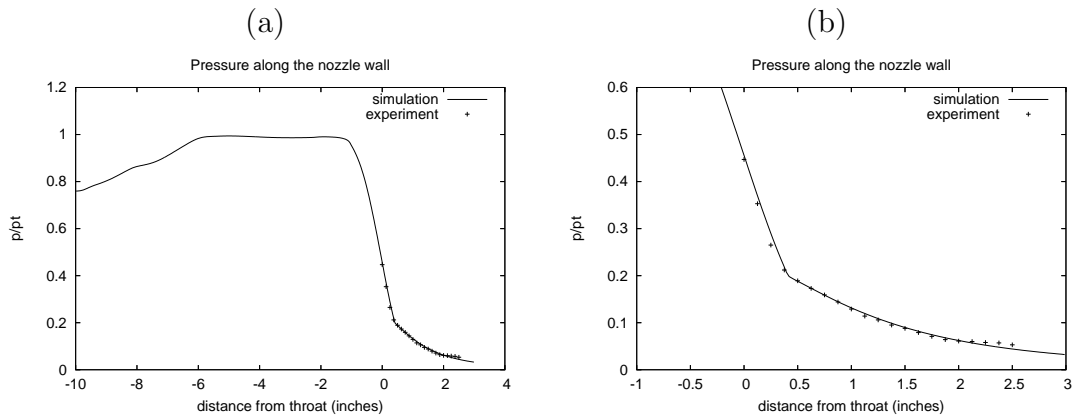 (a)
Pressure along the nozzle wall
1.2
1
0.8
0.6
0.4
0.2
0
p/pt
simulation
experiment
-10 -8 -6 -4 -2 0 2 4
distance from throat (inches)
(b)
Pressure along the nozzle wall
0.6
0.5
0.4
0.3
0.2
0.1
0
p/pt
simulation
experiment
-1 -0.5 0 0.5 1 1.5 2 2.5 3
distance from throat (inches)